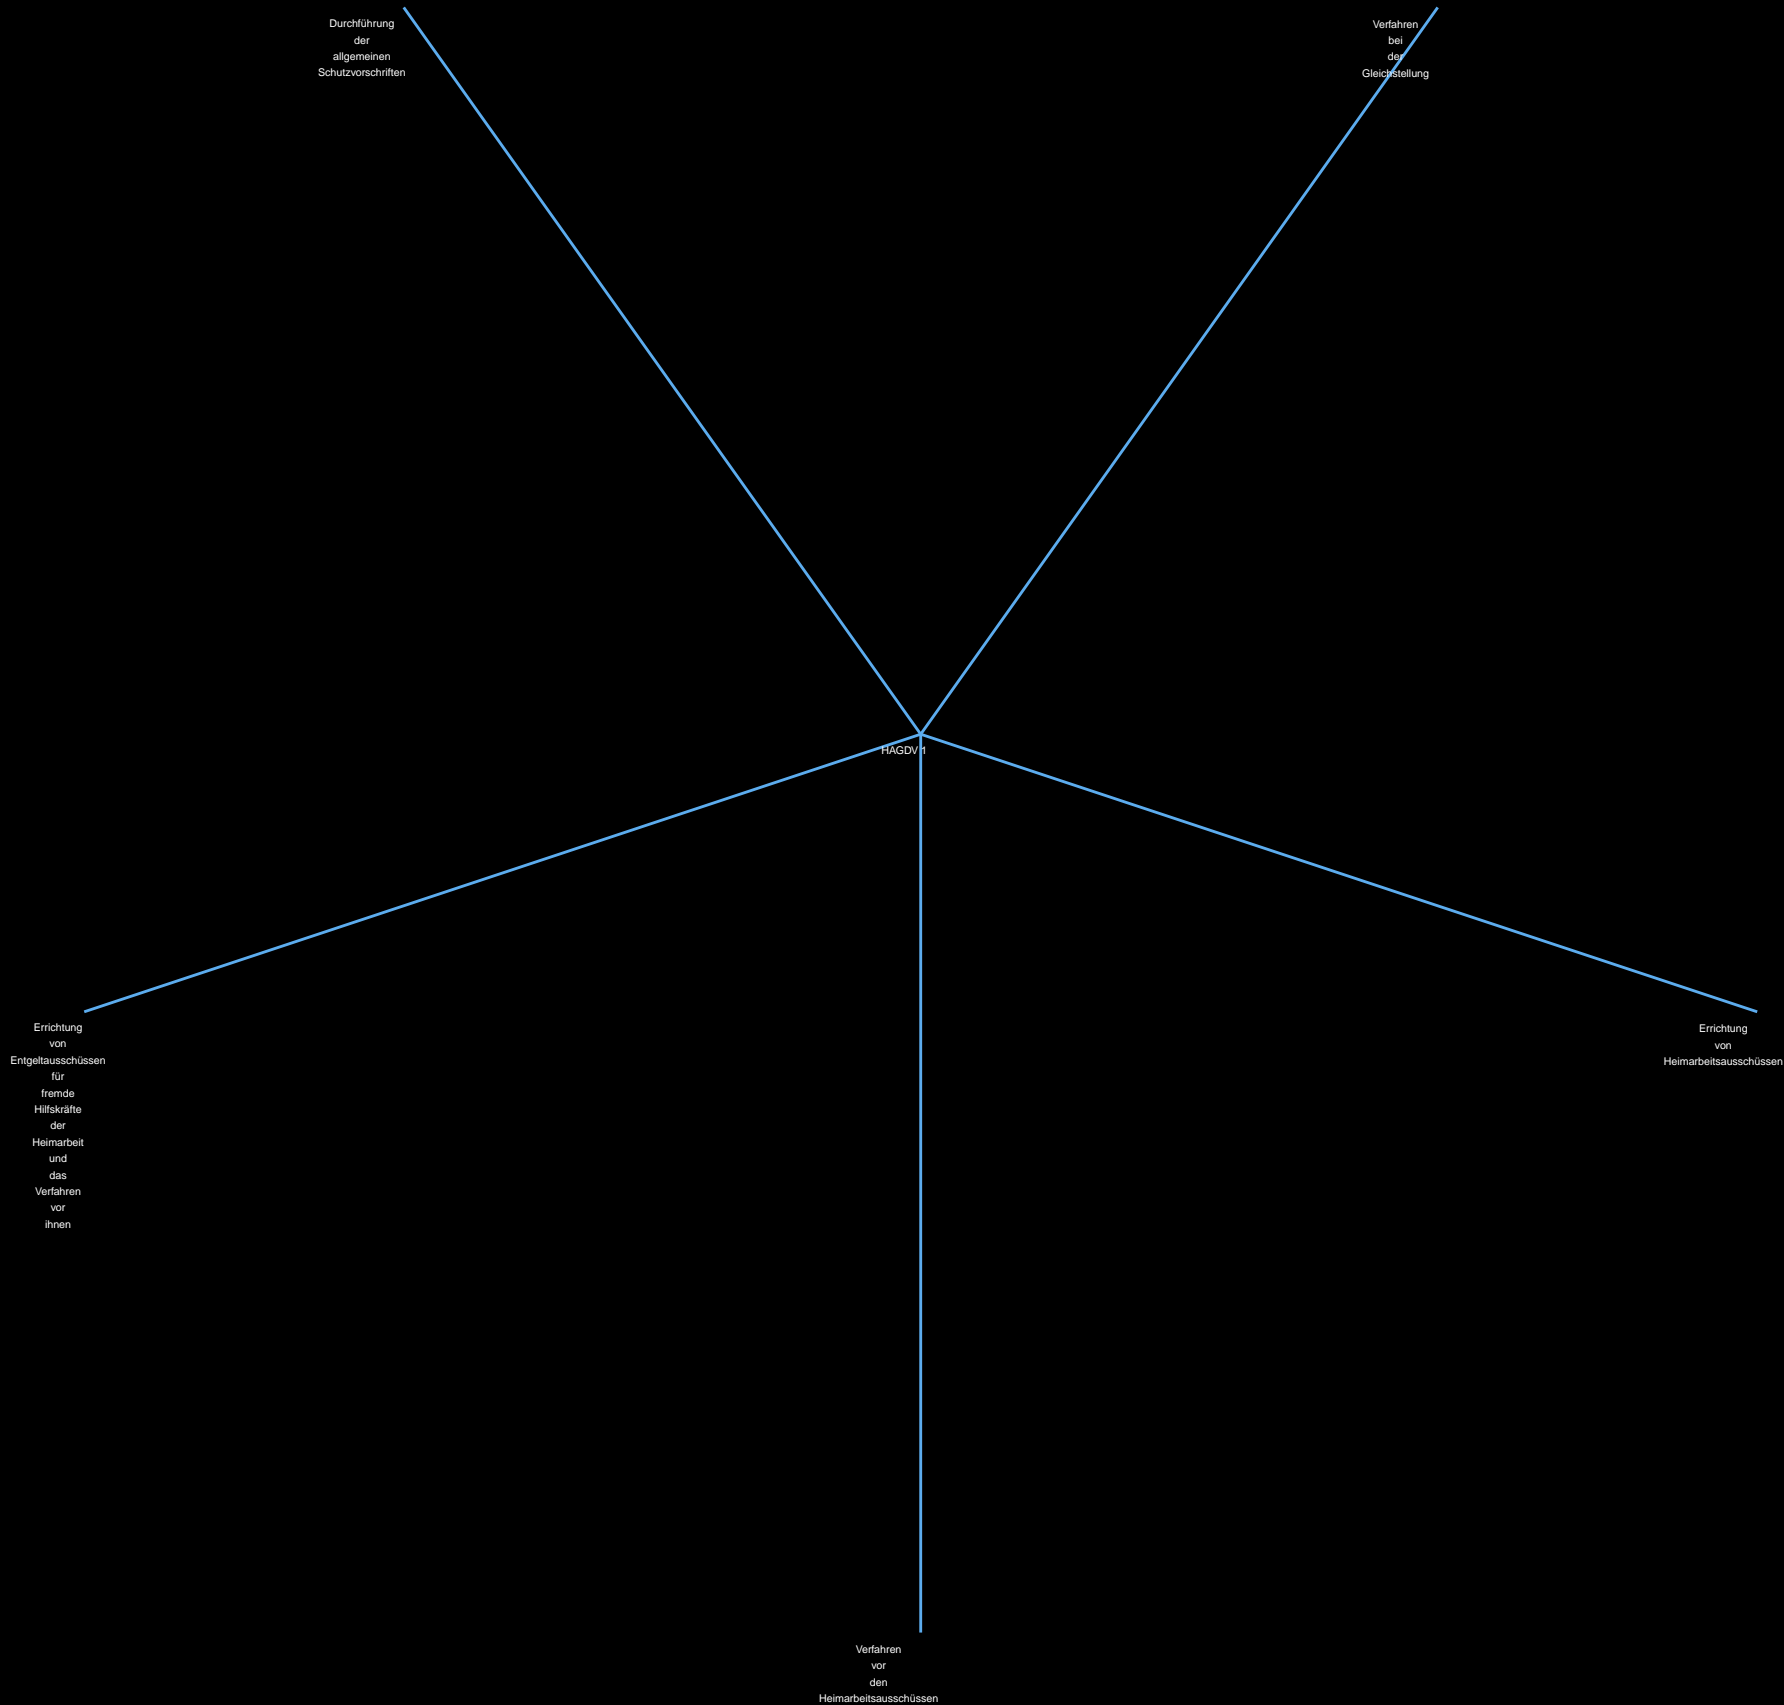 Durchführung
der
allgemeinen
Schutzvorschriften
Verfahren
bei
der
Gleichstellung
HAGDV 1
Errichtung
von
Entgeltausschüssen
für
fremde
Hilfskräfte
der
Heimarbeit
und
das
Verfahren
vor
ihnen
Errichtung
von
Heimarbeitsausschüssen
Verfahren
vor
den
Heimarbeitsausschüssen